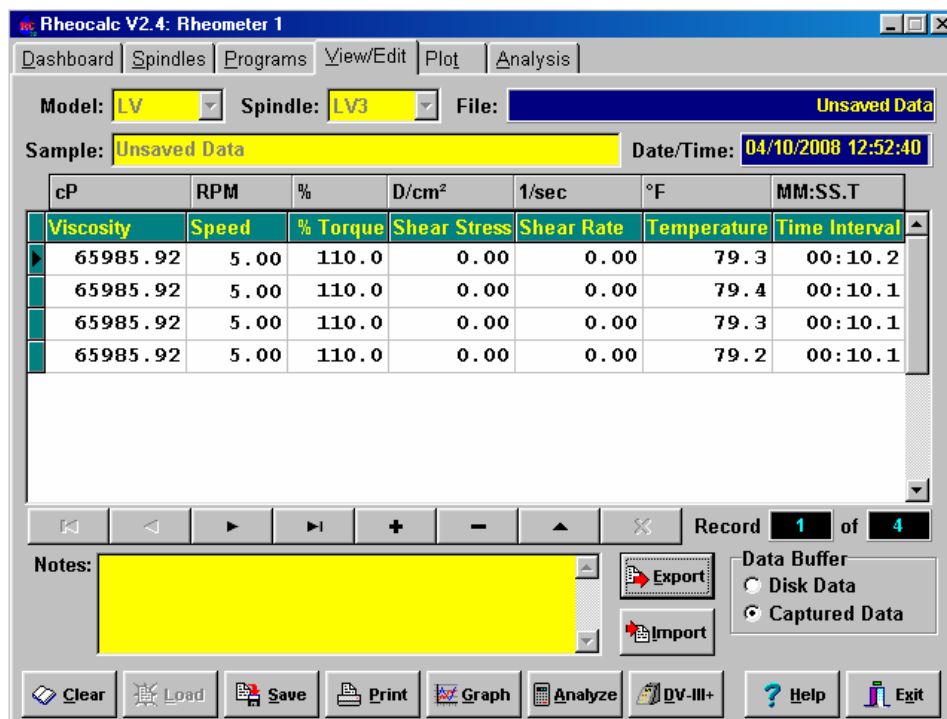 Rheocalc V2.4: Rheometer 1
Dashboard Spindles Programs View/Edit Plot Analysis
Model: LV Spindle: LV3 File: Unsaved Data
Sample: Unsaved Data Date/Time: 04/10/2008 12:52:40
cP RPM % D/cm² 1/sec °F MM:SS.T
Viscosity Speed % Torque Shear Stress Shear Rate Temperature Time Interval
65985.92 5.00 110.0 0.00 0.00 79.3 00:10.2
65985.92 5.00 110.0 0.00 0.00 79.4 00:10.1
65985.92 5.00 110.0 0.00 0.00 79.3 00:10.1
65985.92 5.00 110.0 0.00 0.00 79.2 00:10.1
Record 1 of 4
Notes: Export Data Buffer
Disk Data
Captured Data
Import
Clear Load Save Print Graph Analyze DV-III+ Help Exit